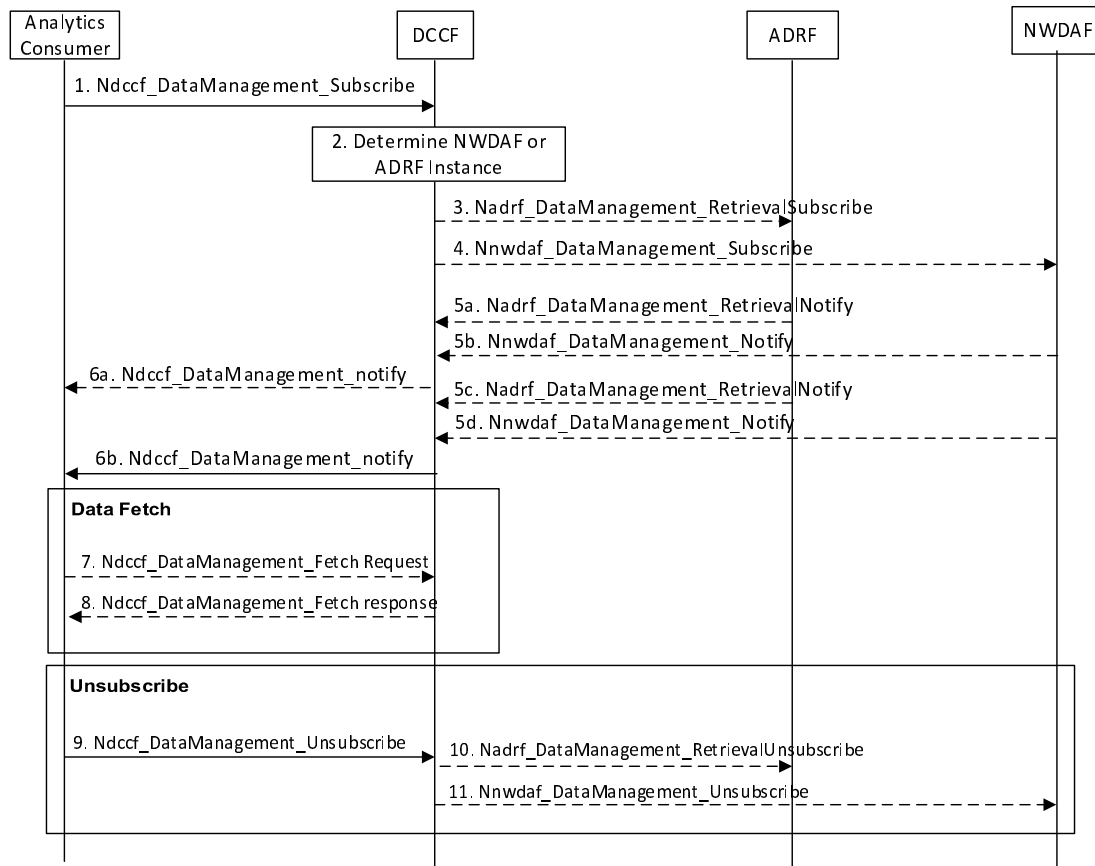 Analytics
Consumer
DCCF
ADRF
NWDAF
1. Ndccf_DataManagement_Subscribe
2. Determine NWDAF or
ADRF Instance
3. Nadrf_DataManagement_RetrievalSubscribe
4. Nnwdaf_DataManagement_Subscribe
5a. Nadrf_DataManagement_RetrievalNotify
5b. Nnwdaf_DataManagement_Notify
6a. Ndccf_DataManagement_notify
5c. Nadrf_DataManagement_RetrievalNotify
5d. Nnwdaf_DataManagement_Notify
6b. Ndccf_DataManagement_notify
Data Fetch
7. Ndccf_DataManagement_Fetch Request
8. Ndccf_DataManagement_Fetch response
Unsubscribe
9. Ndccf_DataManagement_Unsubscribe
10. Nadrf_DataManagement_RetrievalUnsubscribe
11. Nnwdaf_DataManagement_Unsubscribe